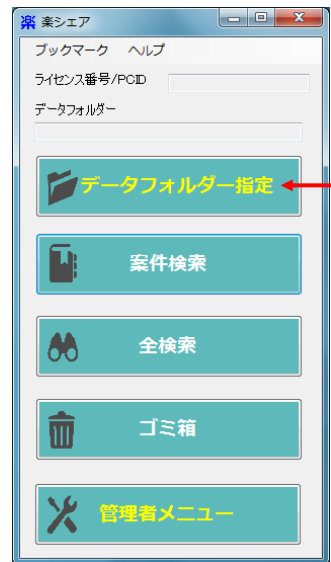 楽 楽シェア
ブックマーク ヘルプ
ライセンス番号/PCID
データフォルダー
データフォルダー指定
案件検索
全検索
ゴミ箱
管理者メニュー